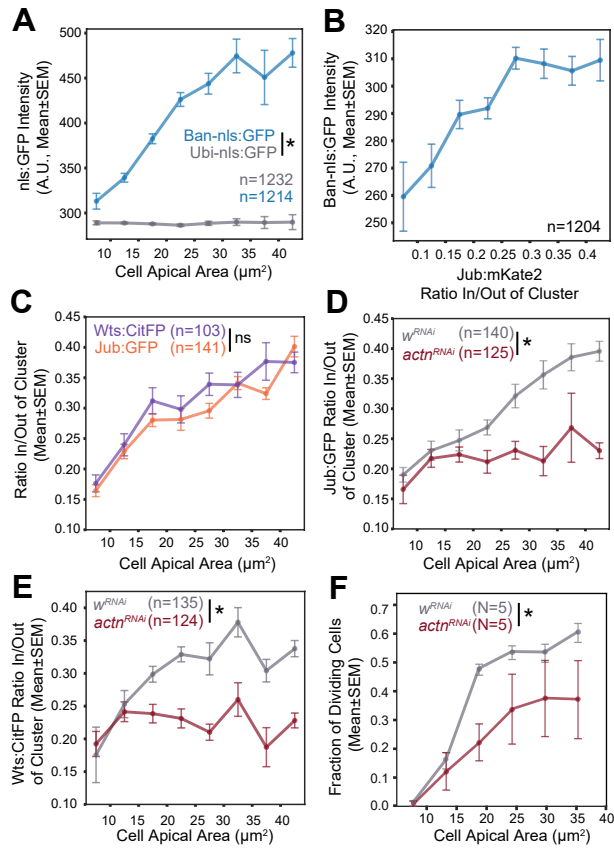 A
nls:GFP Intensity
(A.U., Mean±SEM)
500
450
400
350
300
Ban-nls:GFP
Ubi-nls:GFP
*
n=1232
n=1214
10 15 20 25 30 35 40
Cell Apical Area (µm²)
B
Ban-nls:GFP Intensity
(A.U., Mean±SEM)
320
310
300
290
280
270
260
250
n=1204
0.1 0.15 0.2 0.25 0.3 0.35 0.4
Jub:mKate2
Ratio In/Out of Cluster
C
Ratio In/Out of Cluster
(Mean±SEM)
0.45
0.40
0.35
0.30
0.25
0.20
0.15
0.10
Wts:CitFP (n=103)
Jub:GFP (n=141)
ns
10 15 20 25 30 35 40
Cell Apical Area (µm²)
D
Jub:GFP Ratio In/Out
of Cluster (Mean±SEM)
0.45
0.40
0.35
0.30
0.25
0.20
0.15
0.10
wRNAi (n=140)
actnRNAi (n=125)
*
10 15 20 25 30 35 40
Cell Apical Area (µm²)
E
Wts:CitFP Ratio In/Out
of Cluster (Mean±SEM)
0.40
0.35
0.30
0.25
0.20
0.15
0.10
wRNAi (n=135)
actnRNAi (n=124)
*
10 15 20 25 30 35 40
Cell Apical Area (µm²)
F
Fraction of Dividing Cells
(Mean±SEM)
0.7
0.6
0.5
0.4
0.3
0.2
0.1
0.0
wRNAi (N=5)
actnRNAi (N=5)
*
10 15 20 25 30 35 40
Cell Apical Area (µm²)